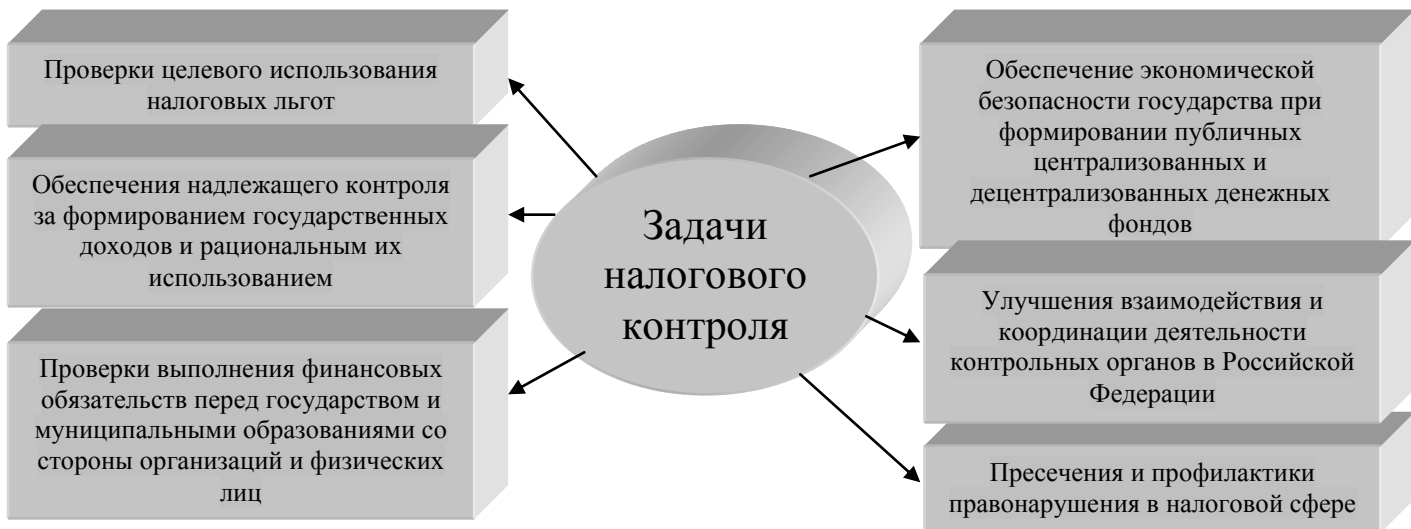 Проверки целевого использования
налоговых льгот
Обеспечения надлежащего контроля
за формированием государственных
доходов и рациональным их
использованием
Проверки выполнения финансовых
обязательств перед государством и
муниципальными образованиями со
стороны организаций и физических
лиц
Задачи
налогового
контроля
Обеспечение экономической
безопасности государства при
формировании публичных
централизованных и
децентрализованных денежных
фондов
Улучшения взаимодействия и
координации деятельности
контрольных органов в Российской
Федерации
Пресечения и профилактики
правонарушения в налоговой сфере